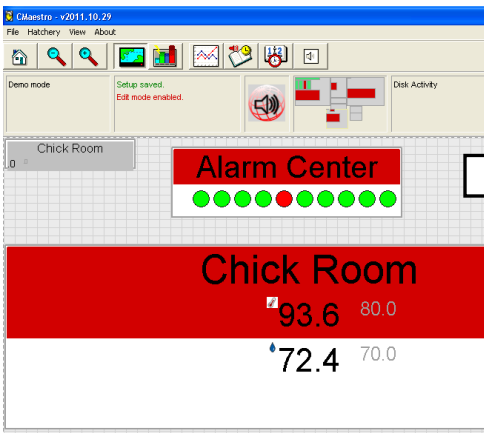 CMaestro - v2011.10.29
File Hatchery View About
Demo mode
Setup saved.
Edit mode enabled.
Disk Activity
Chick Room
.0
Alarm Center
Chick Room
93.6 80.0
72.4 70.0